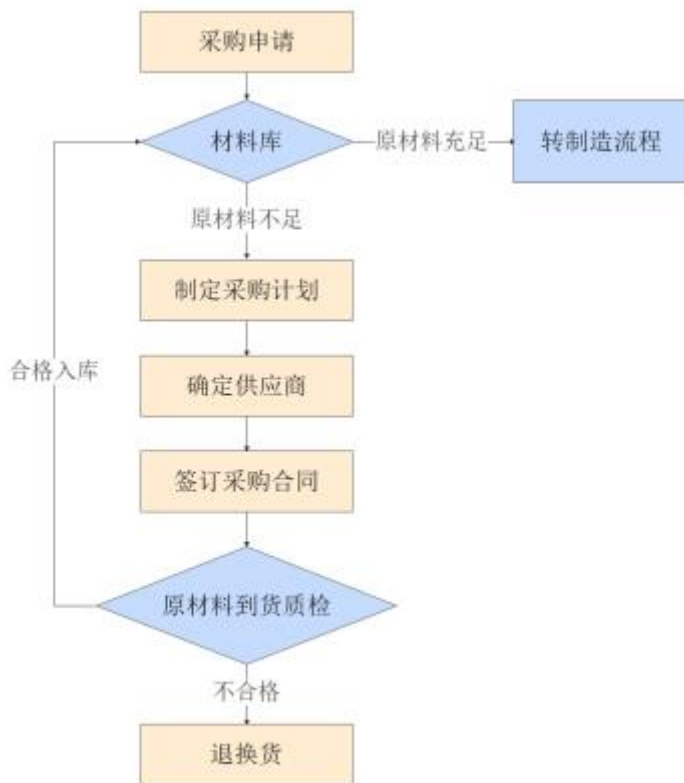 采购申请
材料库
原材料充足
转制造流程
原材料不足
制定采购计划
合格入库
确定供应商
签订采购合同
原材料到货质检
不合格
退换货